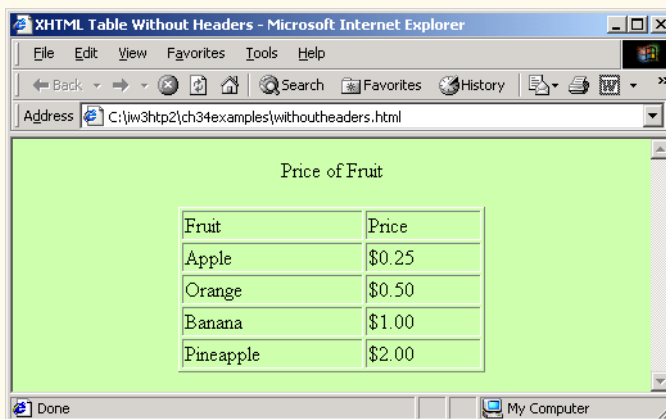 XHTML Table Without Headers - Microsoft Internet Explorer
File Edit View Favorites Tools Help
Back Search Favorites History
Address C:\iw3htp2\ch34examples\withoutheaders.html
Price of Fruit
Fruit Price
Apple $0.25
Orange $0.50
Banana $1.00
Pineapple $2.00
Done My Computer